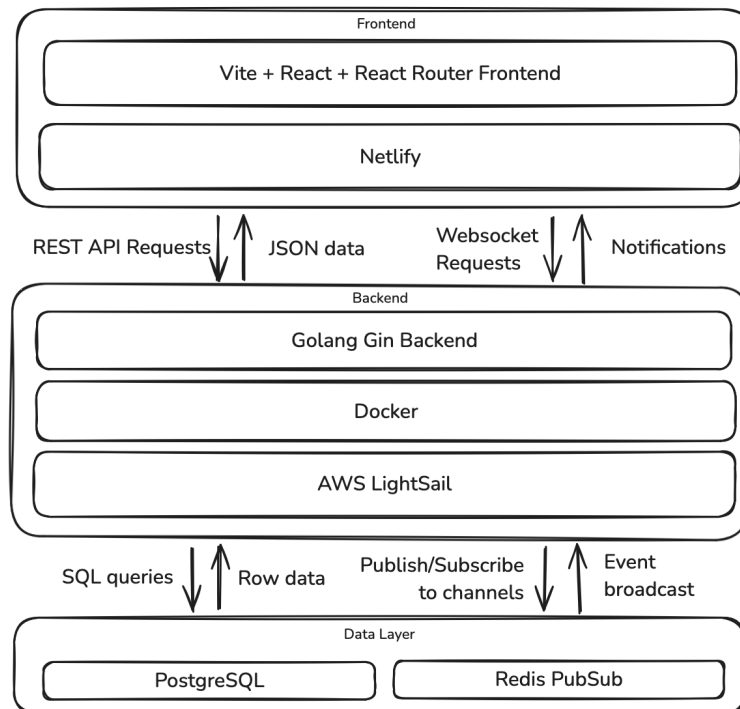 Frontend
Vite + React + React Router Frontend
Netlify
REST API Requests
JSON data
Websocket
Requests
Notifications
Backend
Golang Gin Backend
Docker
AWS LightSail
SQL queries
Row data
Publish/Subscribe
to channels
Event
broadcast
Data Layer
PostgreSQL
Redis PubSub